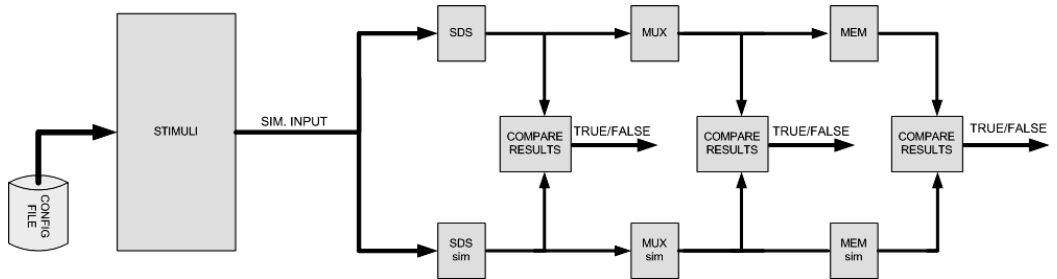 SDS
MUX
MEM
CONFIG
FILE
STIMULI
SIM. INPUT
COMPARE
RESULTS
TRUE/FALSE
COMPARE
RESULTS
TRUE/FALSE
COMPARE
RESULTS
TRUE/FALSE
SDS
sim
MUX
sim
MEM
sim